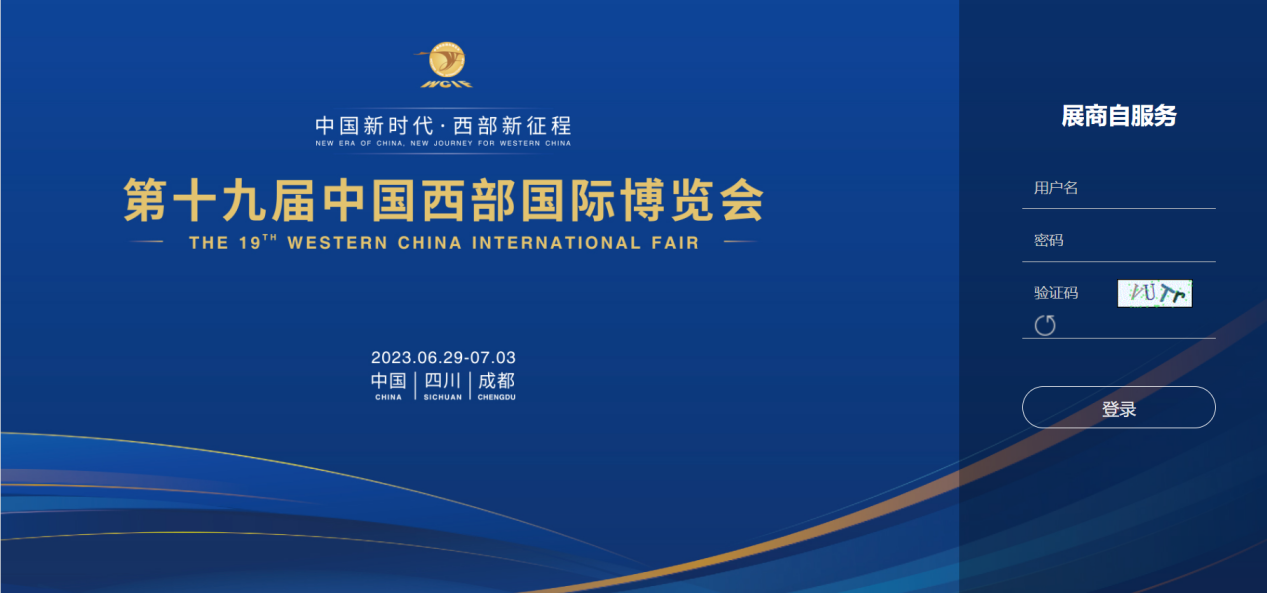 WCIF
中国新时代·西部新征程
NEW ERA OF CHINA, NEW JOURNEY FOR WESTERN CHINA
第十九届中国西部国际博览会
THE 19TH WESTERN CHINA INTERNATIONAL FAIR
2023.06.29-07.03
中国 | 四川 | 成都
CHINA | SICHUAN | CHENGDU
展商自服务
用户名
密码
验证码 VUTr
登录